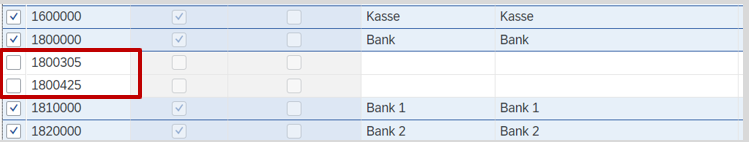 1600000 Kasse Kasse
1800000 Bank Bank
1800305
1800425
1810000 Bank 1 Bank 1
1820000 Bank 2 Bank 2